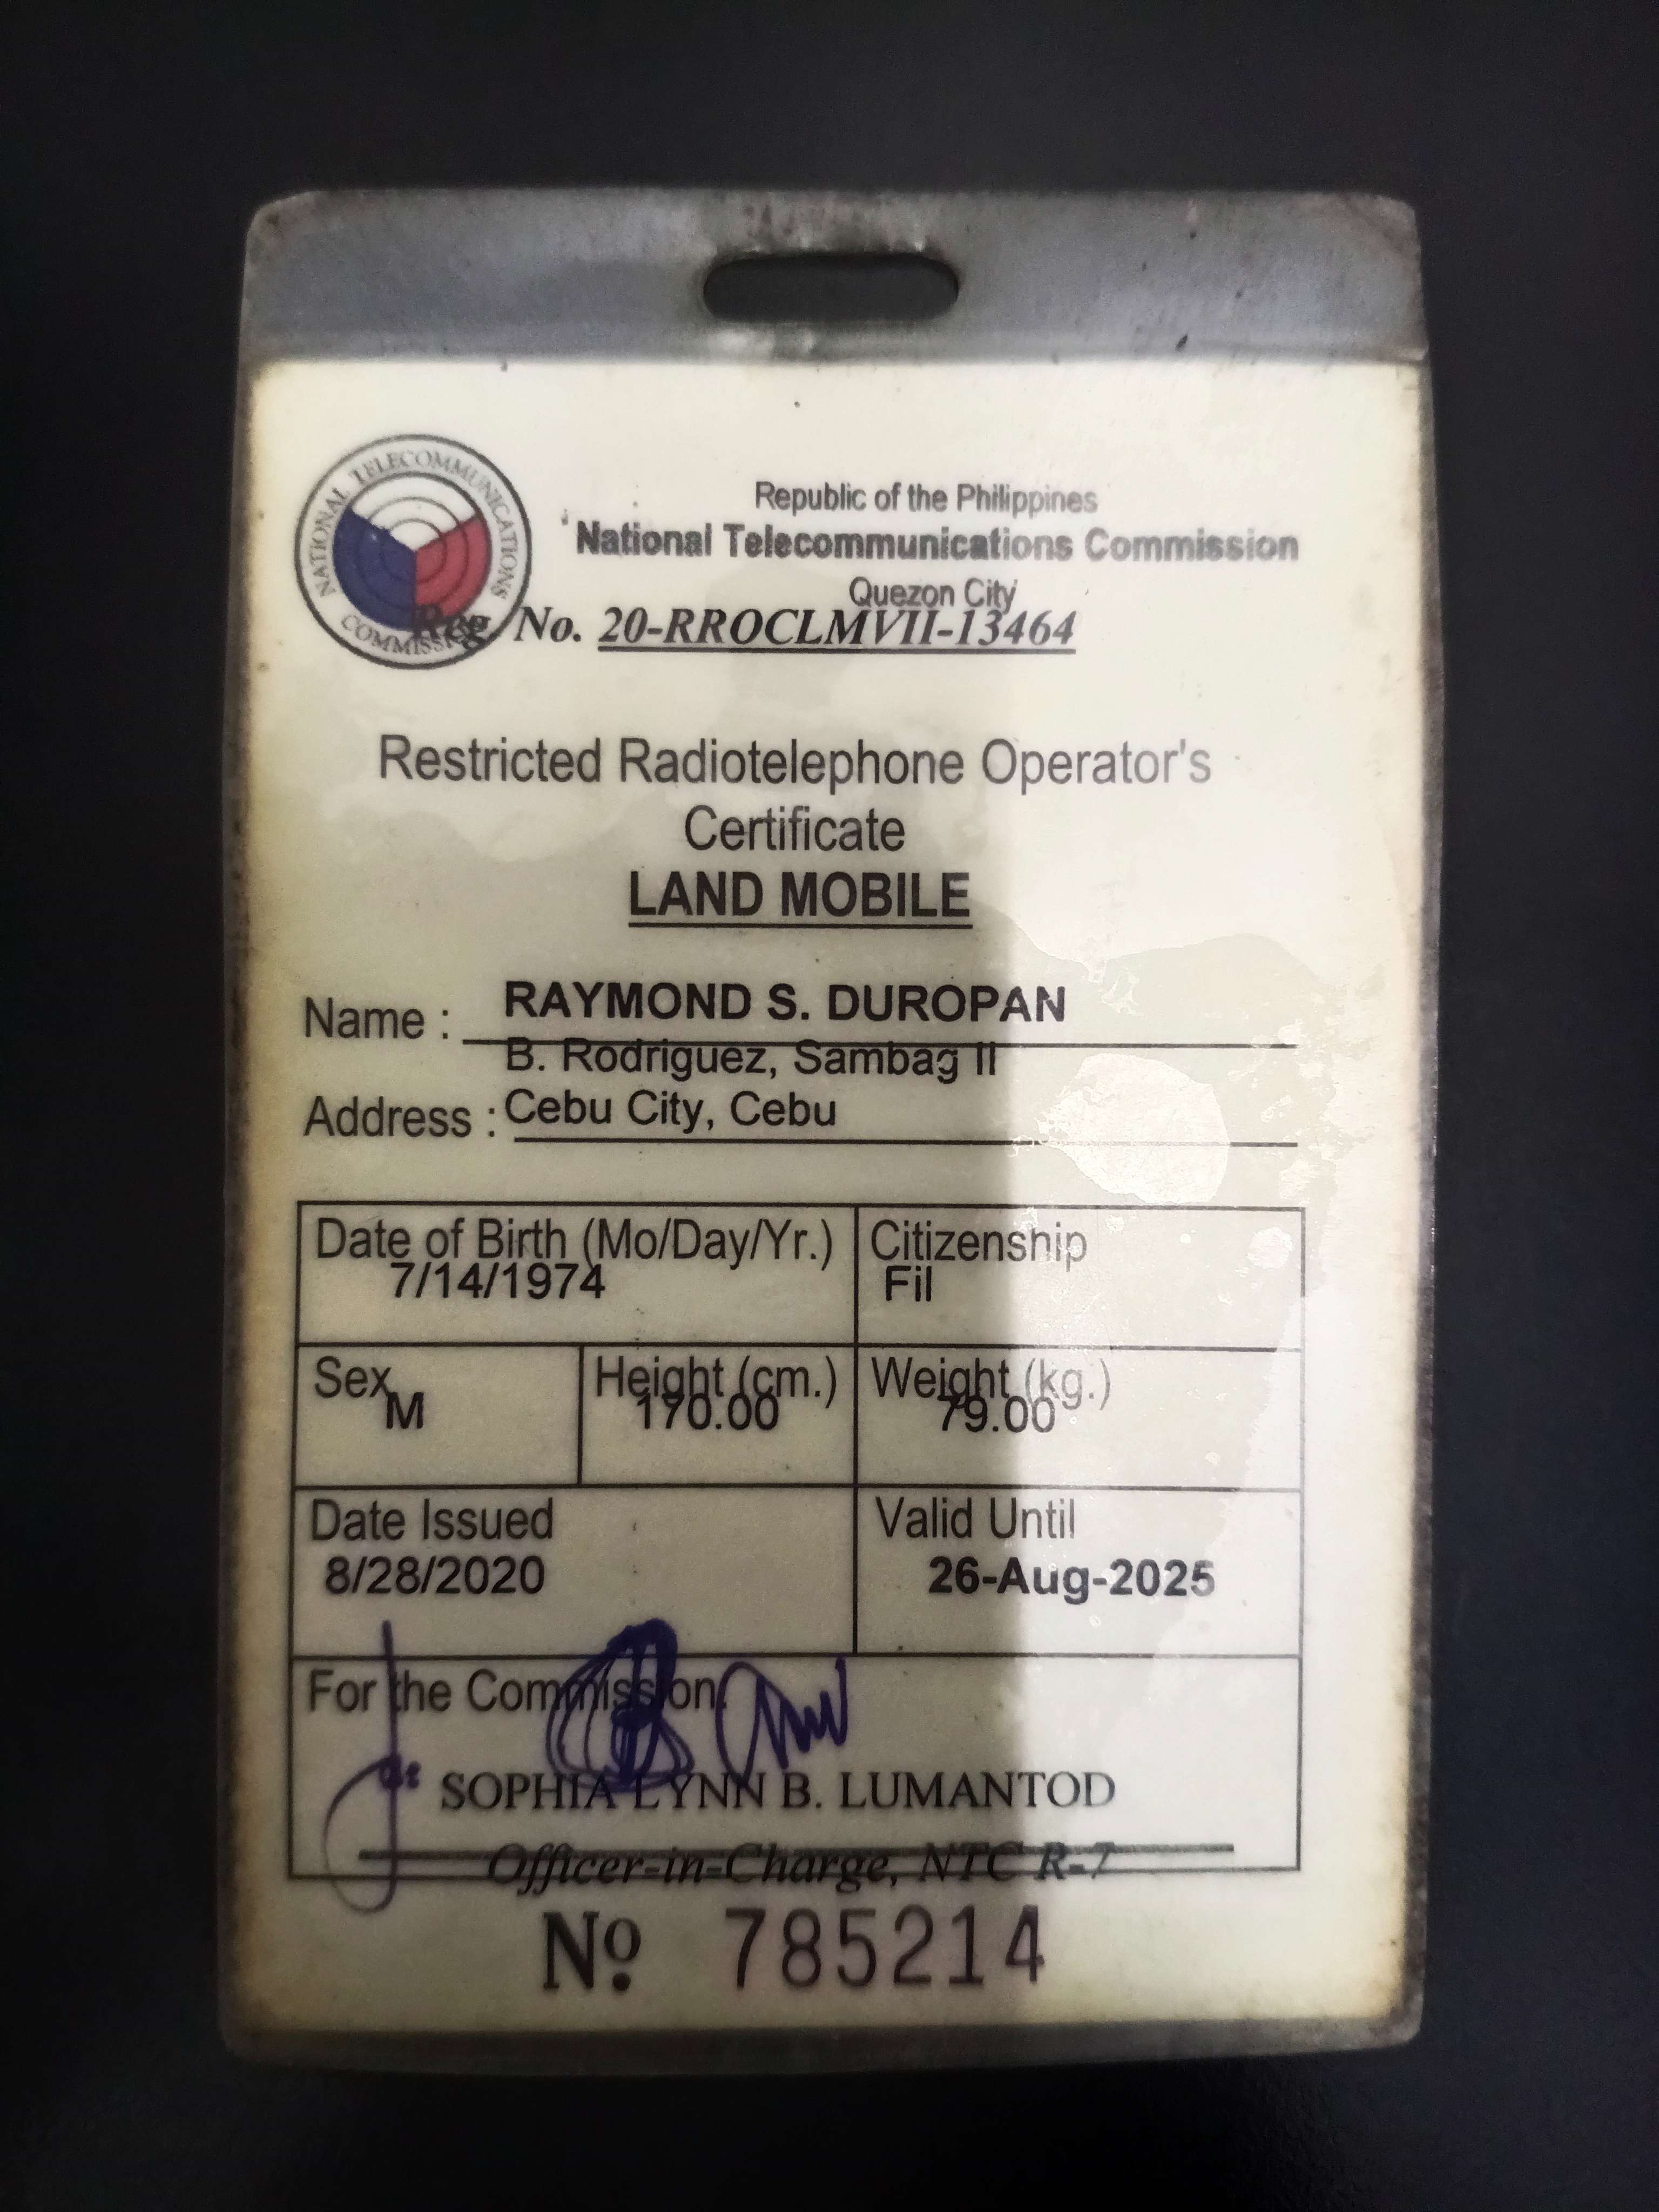 NATIONAL TELECOMMUNICATIONS COMMISSION
Republic of the Philippines
National Telecommunications Commission
Quezon City
Reg. No. 20-RROCLMVII-13464
Restricted Radiotelephone Operator's
Certificate
LAND MOBILE
Name : RAYMOND S. DUROPAN
B. Rodriguez, Sambag II
Address : Cebu City, Cebu
Date of Birth (Mo/Day/Yr.) Citizenship
7/14/1974 Fil
Sex Height (cm.) Weight (kg.)
M 170.00 79.00
Date Issued Valid Until
8/28/2020 26-Aug-2025
For the Commission
SOPHIA LYNN B. LUMANTOD
Officer-in-Charge, NTC R-7
Nº 785214